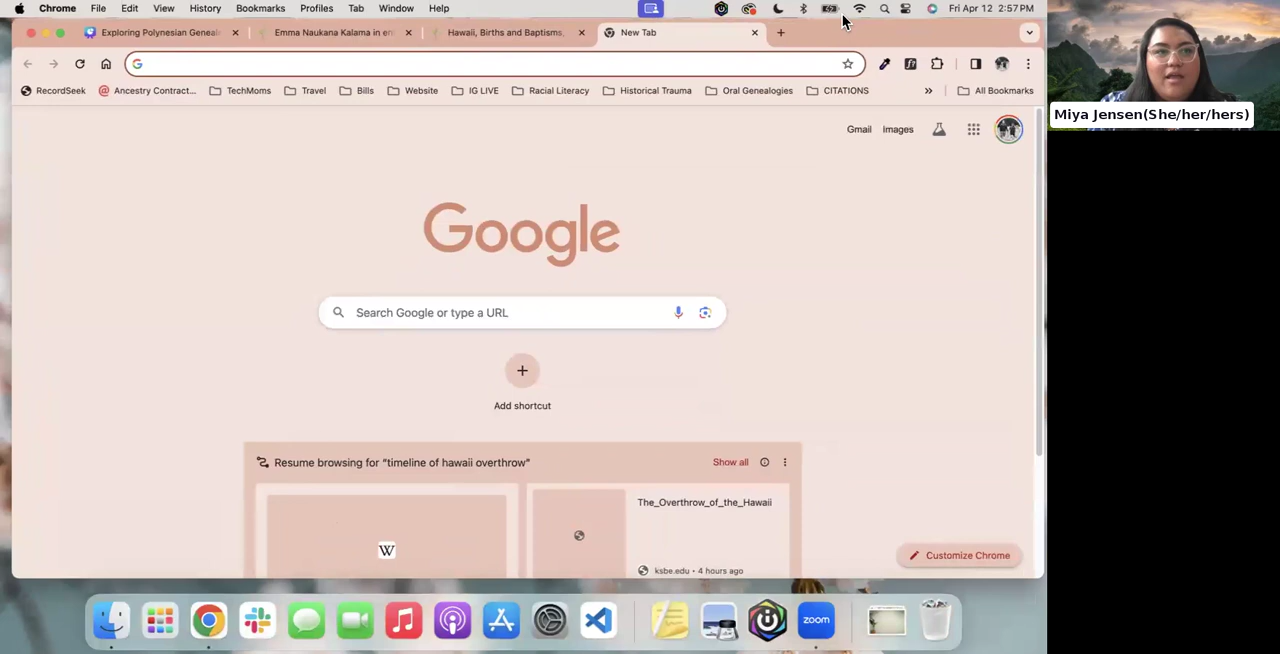 Chrome File Edit View History Bookmarks Profiles Tab Window Help Fri Apr 12 2:57 PM
Exploring Polynesian Geneal Emma Naukana Kalama in en Hawaii, Births and Baptisms, New Tab
RecordSeek Ancestry Contract... TechMoms Travel Bills Website IG LIVE Racial Literacy Historical Trauma Oral Genealogies CITATIONS » All Bookmarks
Gmail Images
Google
Search Google or type a URL
Add shortcut
Resume browsing for "timeline of hawaii overthrow" Show all
The_Overthrow_of_the_Hawaii
W
ksbe.edu • 4 hours ago
Customize Chrome
zoom
Miya Jensen(She/her/hers)